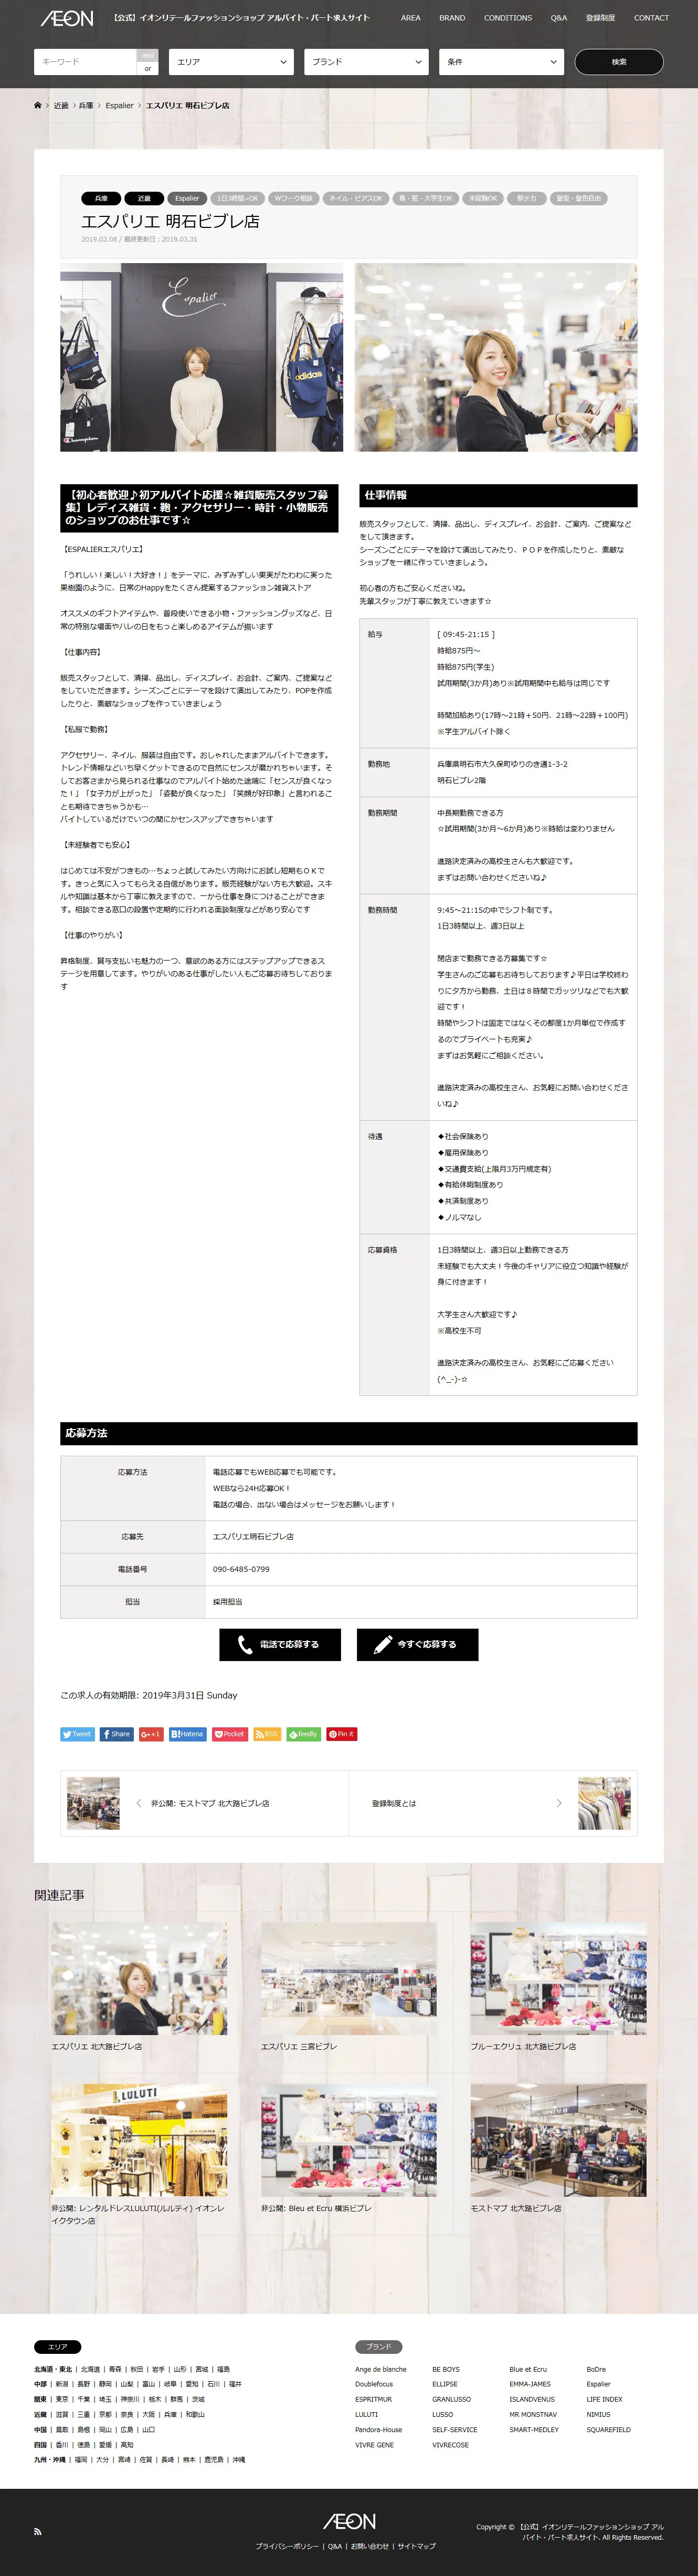 ÆON 【公式】イオンリテールファッションショップ アルバイト・パート求人サイト AREA BRAND CONDITIONS Q&A 登録制度 CONTACT
キーワード and or エリア ブランド 条件 検索
近畿 兵庫 Espalier エスパリエ 明石ビブレ店
兵庫 近畿 Espalier 1日3時間~OK Wワーク相談 ネイル・ピアスOK 専・短・大学生OK 未経験OK 駅チカ 髪型・髪色自由
エスパリエ 明石ビブレ店
2019.02.08 / 最終更新日：2019.03.31
Espalier
adidas
Champion
【初心者歓迎♪初アルバイト応援☆雑貨販売スタッフ募
集】レディス雑貨・鞄・アクセサリー・時計・小物販売
のショップのお仕事です☆
【ESPALIERエスパリエ】
「うれしい！楽しい！大好き！」をテーマに、みずみずしい果実がたわわに実った
果樹園のように、日常のHappyをたくさん提案するファッション雑貨ストア
オススメのギフトアイテムや、普段使いできる小物・ファッショングッズなど、日
常の特別な場面やハレの日をもっと楽しめるアイテムが揃います
【仕事内容】
販売スタッフとして、清掃、品出し、ディスプレイ、お会計、ご案内、ご提案など
をしていただきます。シーズンごとにテーマを設けて演出してみたり、POPを作成
したりと、素敵なショップを作っていきましょう
【私服で勤務】
アクセサリー、ネイル、服装は自由です。おしゃれしたままアルバイトできます。
トレンド情報などいち早くゲットできるので自然にセンスが磨かれちゃいます。そ
してお客さまから見られる仕事なのでアルバイト始めた途端に「センスが良くなっ
た！」「女子力が上がった」「姿勢が良くなった」「笑顔が好印象」と言われるこ
とも期待できちゃうかも…
バイトしているだけでいつの間にかセンスアップできちゃいます
【未経験者でも安心】
はじめては不安がつきもの…ちょっと試してみたい方向けにお試し短期もＯＫで
す。きっと気に入ってもらえる自信があります。販売経験がない方も大歓迎。スキ
ルや知識は基本から丁寧に教えますので、一から仕事を身につけることができま
す。相談できる窓口の設置や定期的に行われる面談制度などがあり安心です
【仕事のやりがい】
昇格制度、賞与支払いも魅力の一つ、意欲のある方にはステップアップできるス
テージを用意してます。やりがいのある仕事がしたい人もご応募お待ちしておりま
す
仕事情報
販売スタッフとして、清掃、品出し、ディスプレイ、お会計、ご案内、ご提案など
をして頂きます。
シーズンごとにテーマを設けて演出してみたり、ＰＯＰを作成したりと、素敵な
ショップを一緒に作っていきましょう。
初心者の方もご安心くださいね。
先輩スタッフが丁寧に教えていきます☆
給与 [ 09:45-21:15 ]
時給875円～
時給875円(学生)
試用期間(3か月)あり※試用期間中も給与は同じです
時間加給あり(17時～21時＋50円、21時～22時＋100円)
※学生アルバイト除く
勤務地 兵庫県明石市大久保町ゆりのき通1-3-2
明石ビブレ2階
勤務期間 中長期勤務できる方
☆試用期間(3か月～6か月)あり※時給は変わりません
進路決定済みの高校生さんも大歓迎です。
まずはお問い合わせくださいね♪
勤務時間 9:45～21:15の中でシフト制です。
1日3時間以上、週3日以上
閉店まで勤務できる方募集です☆
学生さんのご応募もお待ちしております♪平日は学校終わ
りに夕方から勤務、土日は８時間でガッツリなどでも大歓
迎です！
時間やシフトは固定ではなくその都度1か月単位で作成す
るのでプライベートも充実♪
まずはお気軽にご相談ください。
進路決定済みの高校生さん、お気軽にお問い合わせくださ
いね♪
待遇 ◆社会保険あり
◆雇用保険あり
◆交通費支給(上限月3万円規定有)
◆有給休暇制度あり
◆共済制度あり
◆ノルマなし
応募資格 1日3時間以上、週3日以上勤務できる方
未経験でも大丈夫！今後のキャリアに役立つ知識や経験が
身に付きます！
大学生さん大歓迎です♪
※高校生不可
進路決定済みの高校生さん、お気軽にご応募ください
(^_-)-☆
応募方法
応募方法 電話応募でもWEB応募でも可能です。
WEBなら24H応募OK！
電話の場合、出ない場合はメッセージをお願いします！
応募先 エスパリエ明石ビブレ店
電話番号 090-6485-0799
担当 採用担当
電話で応募する 今すぐ応募する
この求人の有効期限: 2019年3月31日 Sunday
Tweet Share +1 Hatena Pocket RSS feedly Pin it
非公開: モストマブ 北大路ビブレ店 登録制度とは
関連記事
エスパリエ 北大路ビブレ店 エスパリエ 三宮ビブレ ブルーエクリュ 北大路ビブレ店
LULUTI
非公開: レンタルドレスLULUTI(ルルティ) イオンレ
イクタウン店
非公開: Bleu et Ecru 横浜ビブレ モストマブ 北大路ビブレ店
エリア
北海道・東北 | 北海道 | 青森 | 秋田 | 岩手 | 山形 | 宮城 | 福島
中部 | 新潟 | 長野 | 静岡 | 山梨 | 富山 | 岐阜 | 愛知 | 石川 | 福井
関東 | 東京 | 千葉 | 埼玉 | 神奈川 | 栃木 | 群馬 | 茨城
近畿 | 滋賀 | 三重 | 京都 | 奈良 | 大阪 | 兵庫 | 和歌山
中国 | 鳥取 | 島根 | 岡山 | 広島 | 山口
四国 | 香川 | 徳島 | 愛媛 | 高知
九州・沖縄 | 福岡 | 大分 | 宮崎 | 佐賀 | 長崎 | 熊本 | 鹿児島 | 沖縄
ブランド
Ange de blanche BE BOYS Blue et Ecru BoDre
Doublefocus ELLIPSE EMMA-JAMES Espalier
ESPRITMUR GRANLUSSO ISLANDVENUS LIFE INDEX
LULUTI LUSSO MR MONSTNAV NIMIUS
Pandora-House SELF-SERVICE SMART-MEDLEY SQUAREFIELD
VIVRE GENE VIVRECOSE
ÆON
プライバシーポリシー | Q&A | お問い合わせ | サイトマップ
Copyright © 【公式】イオンリテールファッションショップ アル
バイト・パート求人サイト. All Rights Reserved.